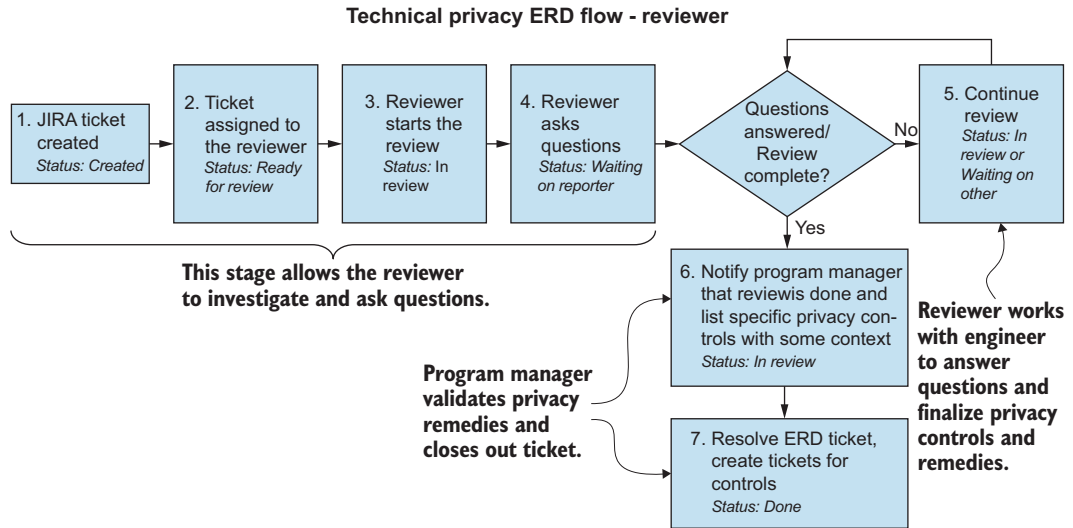 Technical privacy ERD flow - reviewer
1. JIRA ticket
created
Status: Created
2. Ticket
assigned to
the reviewer
Status: Ready
for review
3. Reviewer
starts the
review
Status: In
review
4. Reviewer
asks
questions
Status: Waiting
on reporter
Questions
answered/
Review
complete?
No
5. Continue
review
Status: In
review or
Waiting on
other
Yes
This stage allows the reviewer
to investigate and ask questions.
6. Notify program manager
that reviewis done and
list specific privacy con-
trols with some context
Status: In review
Reviewer works
with engineer
to answer
questions and
finalize privacy
controls and
remedies.
Program manager
validates privacy
remedies and
closes out ticket.
7. Resolve ERD ticket,
create tickets for
controls
Status: Done